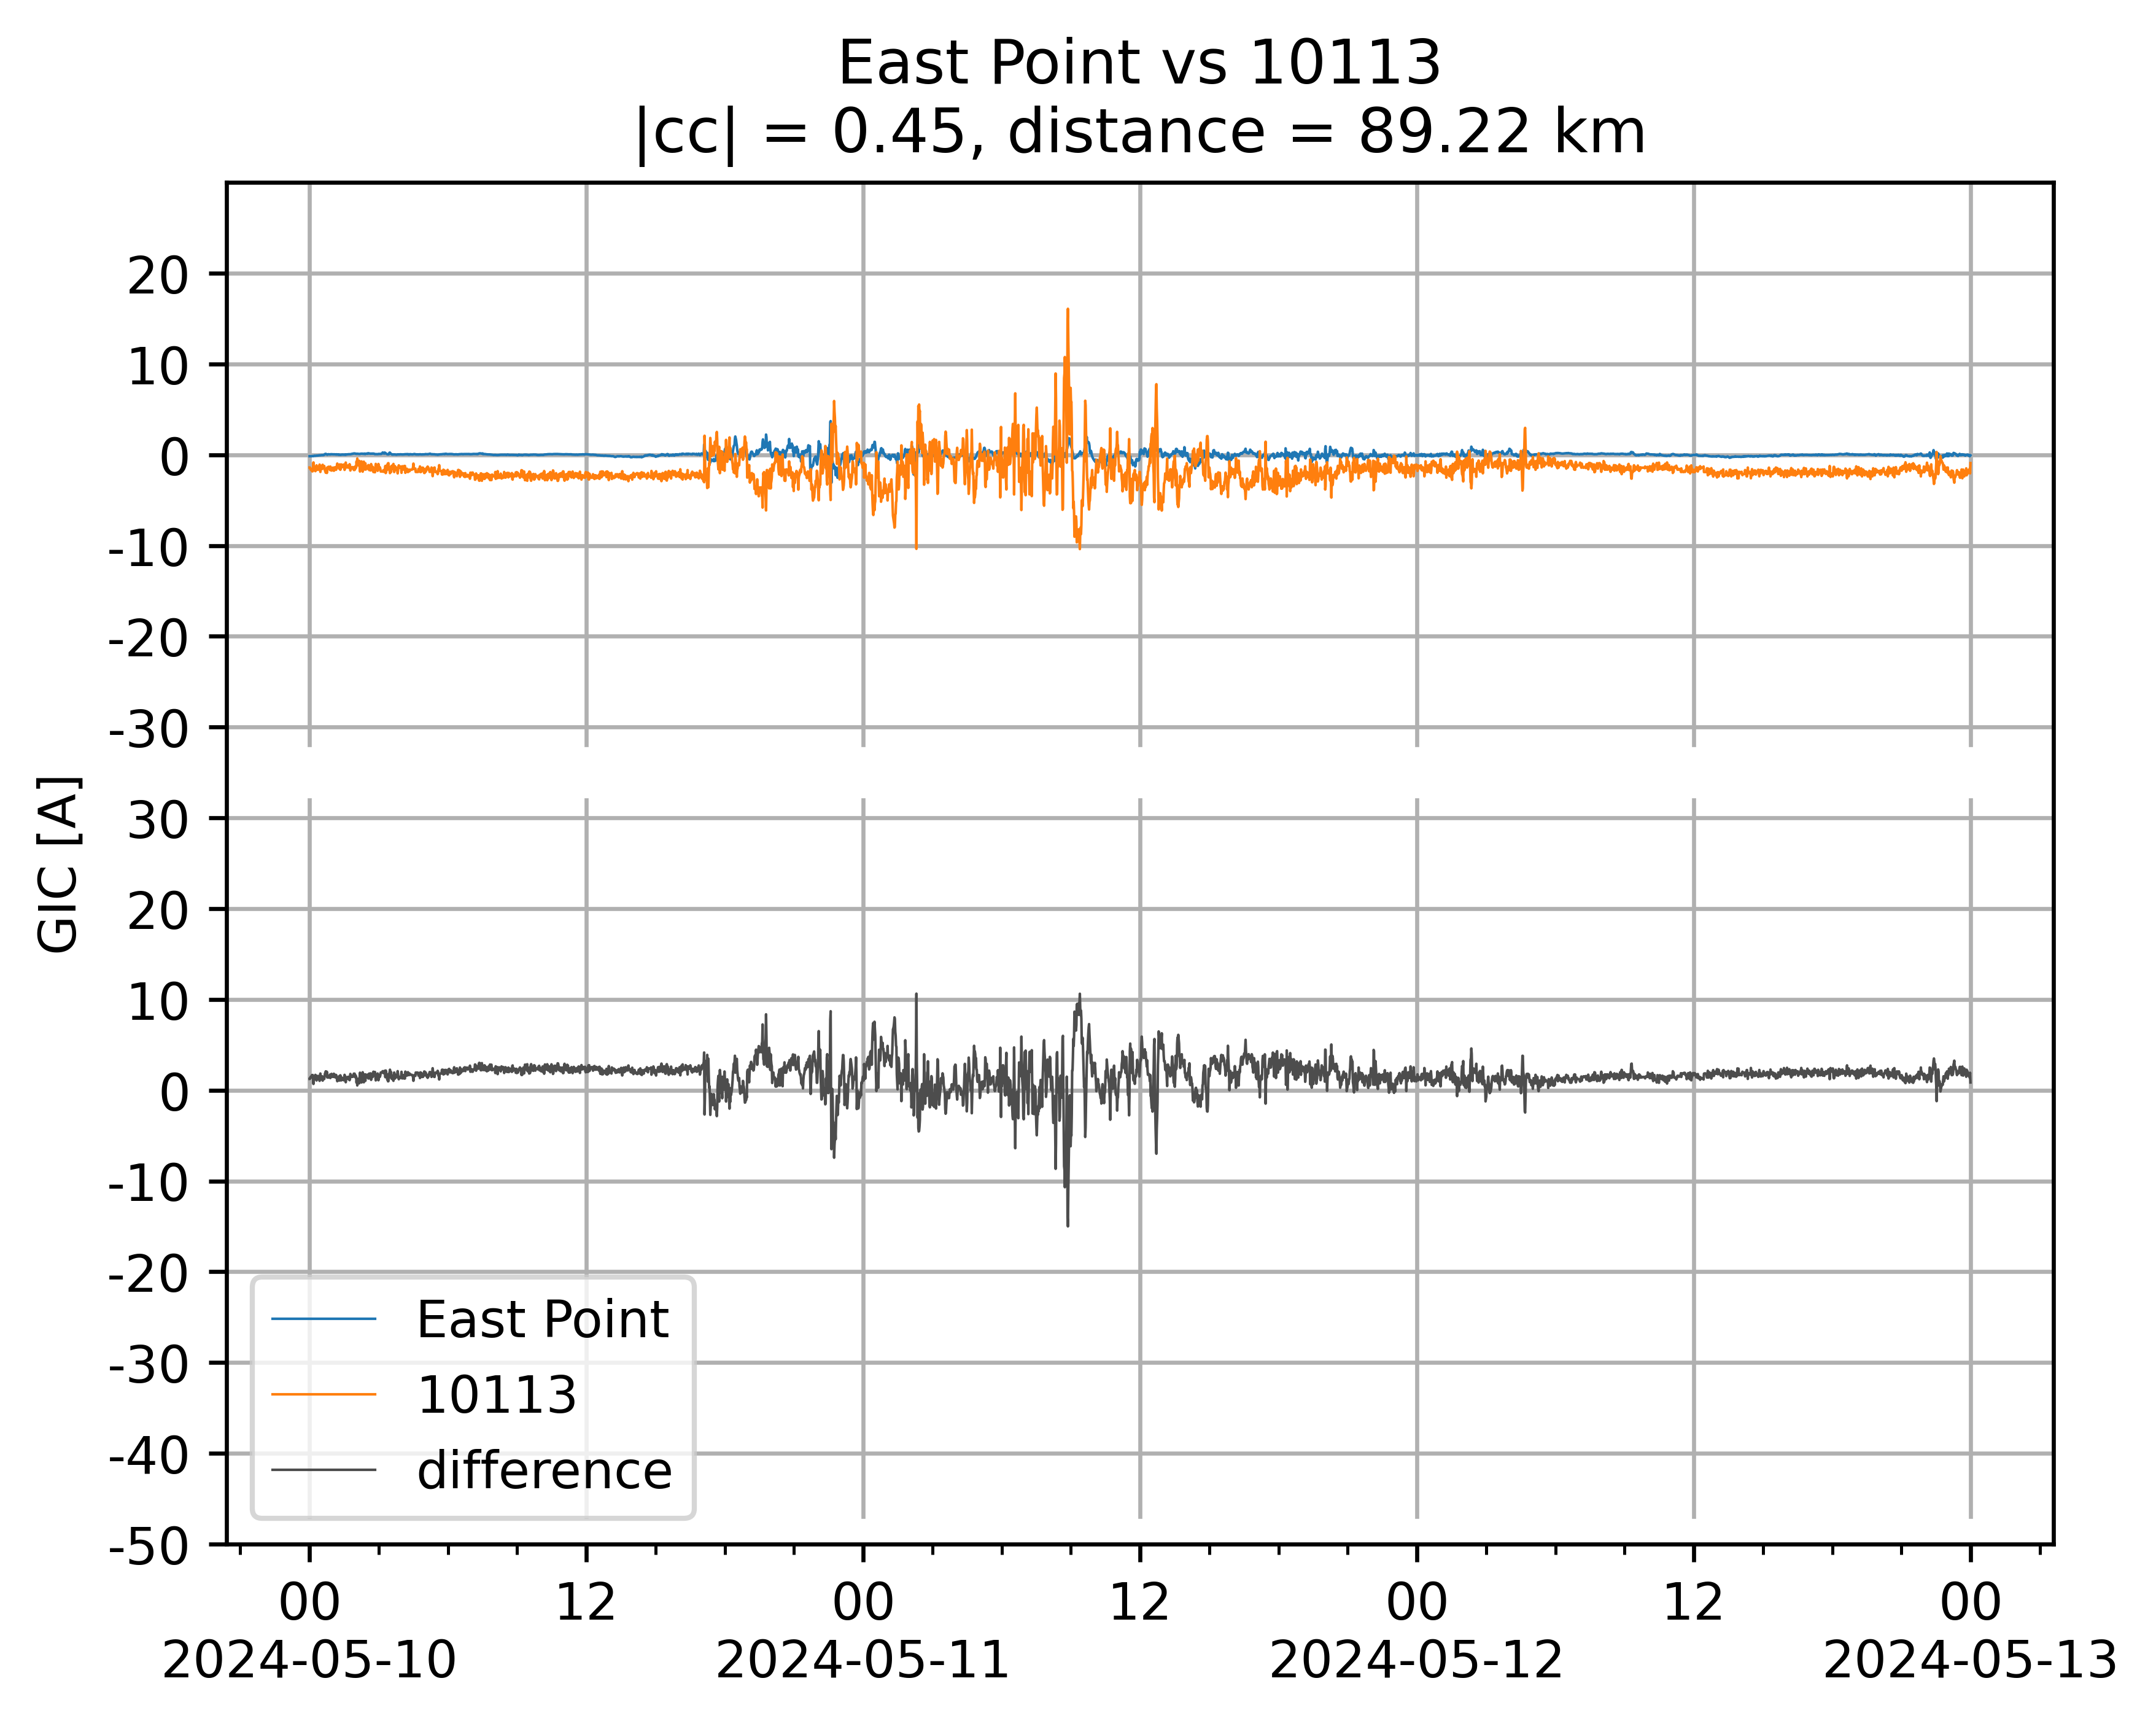 East Point vs 10113
|cc| = 0.45, distance = 89.22 km
GIC [A]
20
10
0
-10
-20
-30
30
20
10
0
-10
-20
-30
-40
-50
East Point
10113
difference
00 12 00 12 00 12 00
2024-05-10 2024-05-11 2024-05-12 2024-05-13